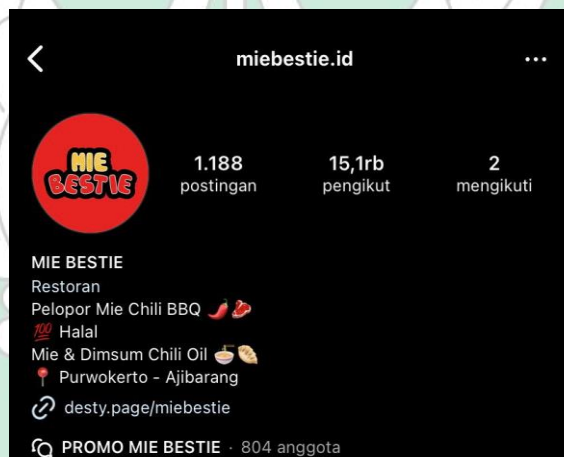 miebestie.id
MIE
BESTIE
1.188
postingan
15,1rb
pengikut
2
mengikuti
MIE BESTIE
Restoran
Pelopor Mie Chili BBQ 🌶️🥩
💯 Halal
Mie & Dimsum Chili Oil 🍜🥟
📍 Purwokerto - Ajibarang
desty.page/miebestie
PROMO MIE BESTIE · 804 anggota